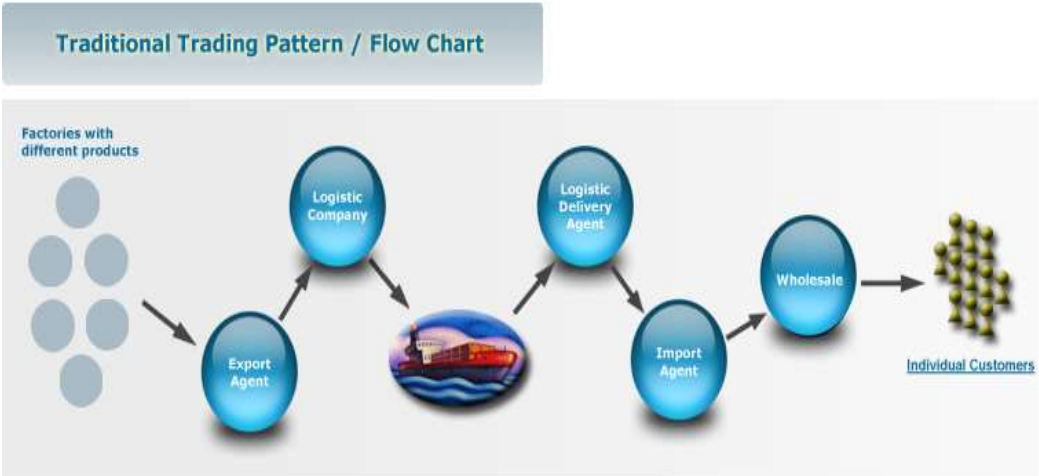 Traditional Trading Pattern / Flow Chart
Factories with
different products
Logistic
Company
Logistic
Delivery
Agent
Wholesale
Export
Agent
Import
Agent
Individual Customers